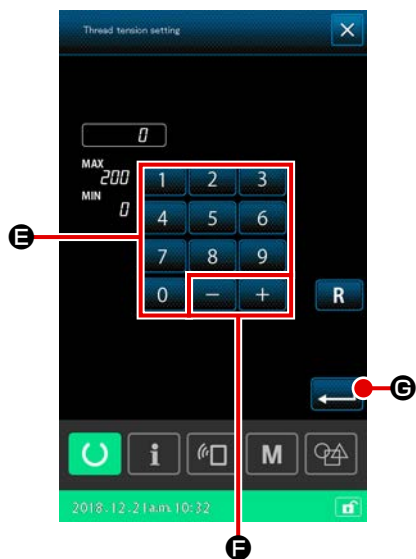 Thread tension setting
0
MAX
200
MIN
0
1 2 3
4 5 6
7 8 9
0 − +
R
E
G
i M
2018.12.21a.m.10:32
F